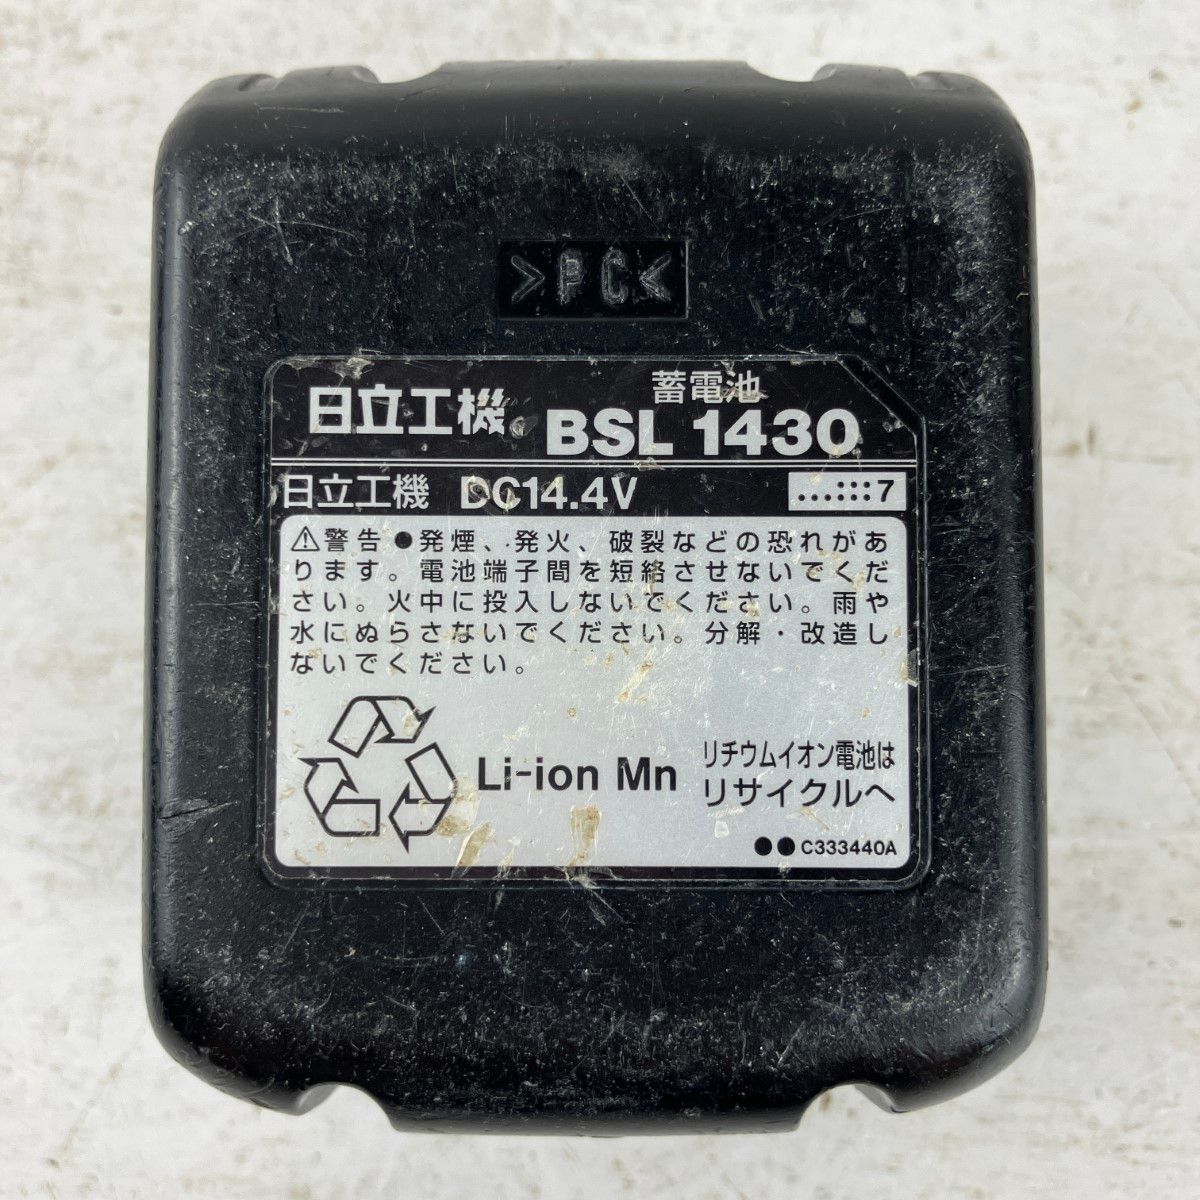 >PC<
日立工機
蓄電池
BSL 1430
日立工機 DC14.4V
...:::7
⚠警告●発煙、発火、破裂などの恐れがあ
ります。電池端子間を短絡させないでくだ
さい。火中に投入しないでください。雨や
水にぬらさないでください。分解・改造し
ないでください。
Li-ion Mn
リチウムイオン電池は
リサイクルへ
●●C333440A